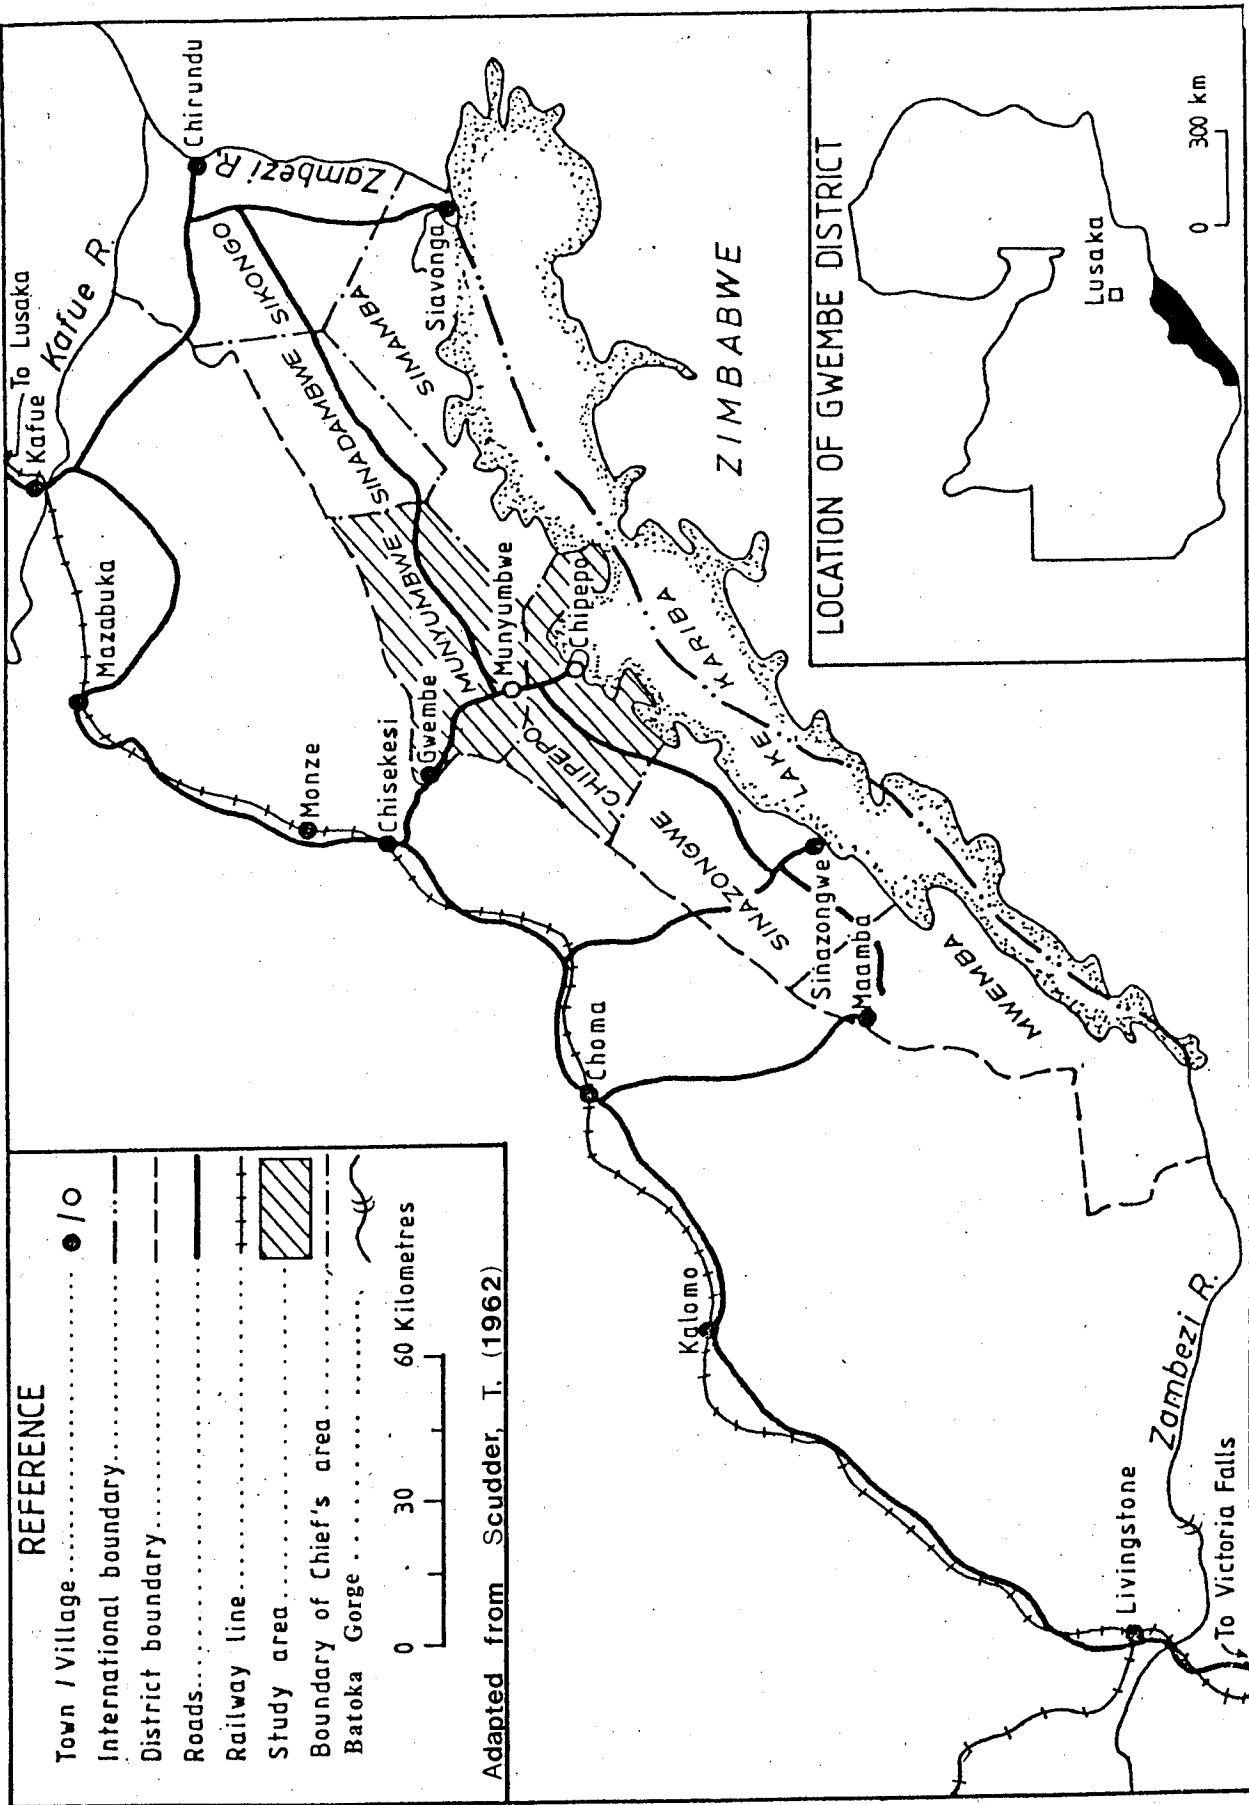 REFERENCE
Town / Village.................... ● / ○
International boundary............
District boundary.................
Roads.............................
Railway line......................
Study area........................
Boundary of Chief's area..........
Batoka Gorge......................
0 30 60 Kilometres
Adapted from Scudder, T. (1962)
To Lusaka
Kafue
Kafue R.
Chirundu
Zambezi R.
Mazabuka
Monze
Chisekesi
Gwembe
Munyumbwe
Chipepo
Siavonga
SIKONGO
SINADAMBWE
SIMAMBA
MUNYUMBWE
CHIPEPO
SINAZONGWE
MWEMBA
Sinazongwe
Maamba
Choma
Kalomo
Livingstone
To Victoria Falls
Zambezi R.
LAKE KARIBA
ZIMBABWE
LOCATION OF GWEMBE DISTRICT
Lusaka
0 300 km